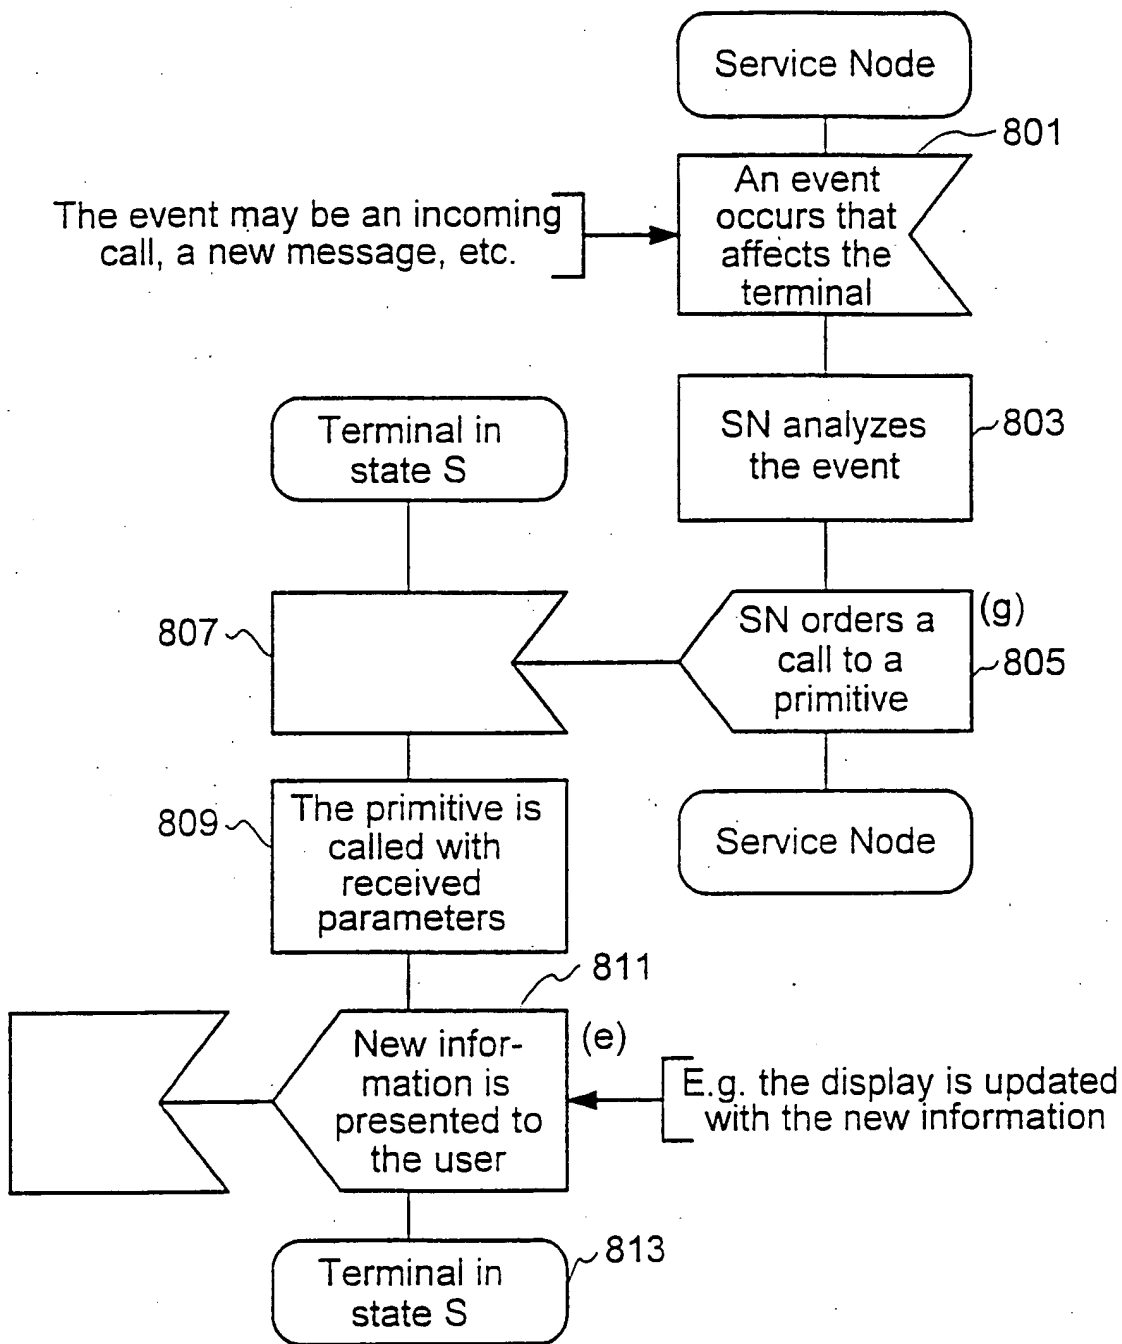 Service Node
801
An event
occurs that
affects the
terminal
The event may be an incoming
call, a new message, etc.
SN analyzes
the event
803
Terminal in
state S
807
SN orders a
call to a
primitive
(g)
805
The primitive is
called with
received
parameters
809
Service Node
811
New infor-
mation is
presented to
the user
(e)
E.g. the display is updated
with the new information
Terminal in
state S
813